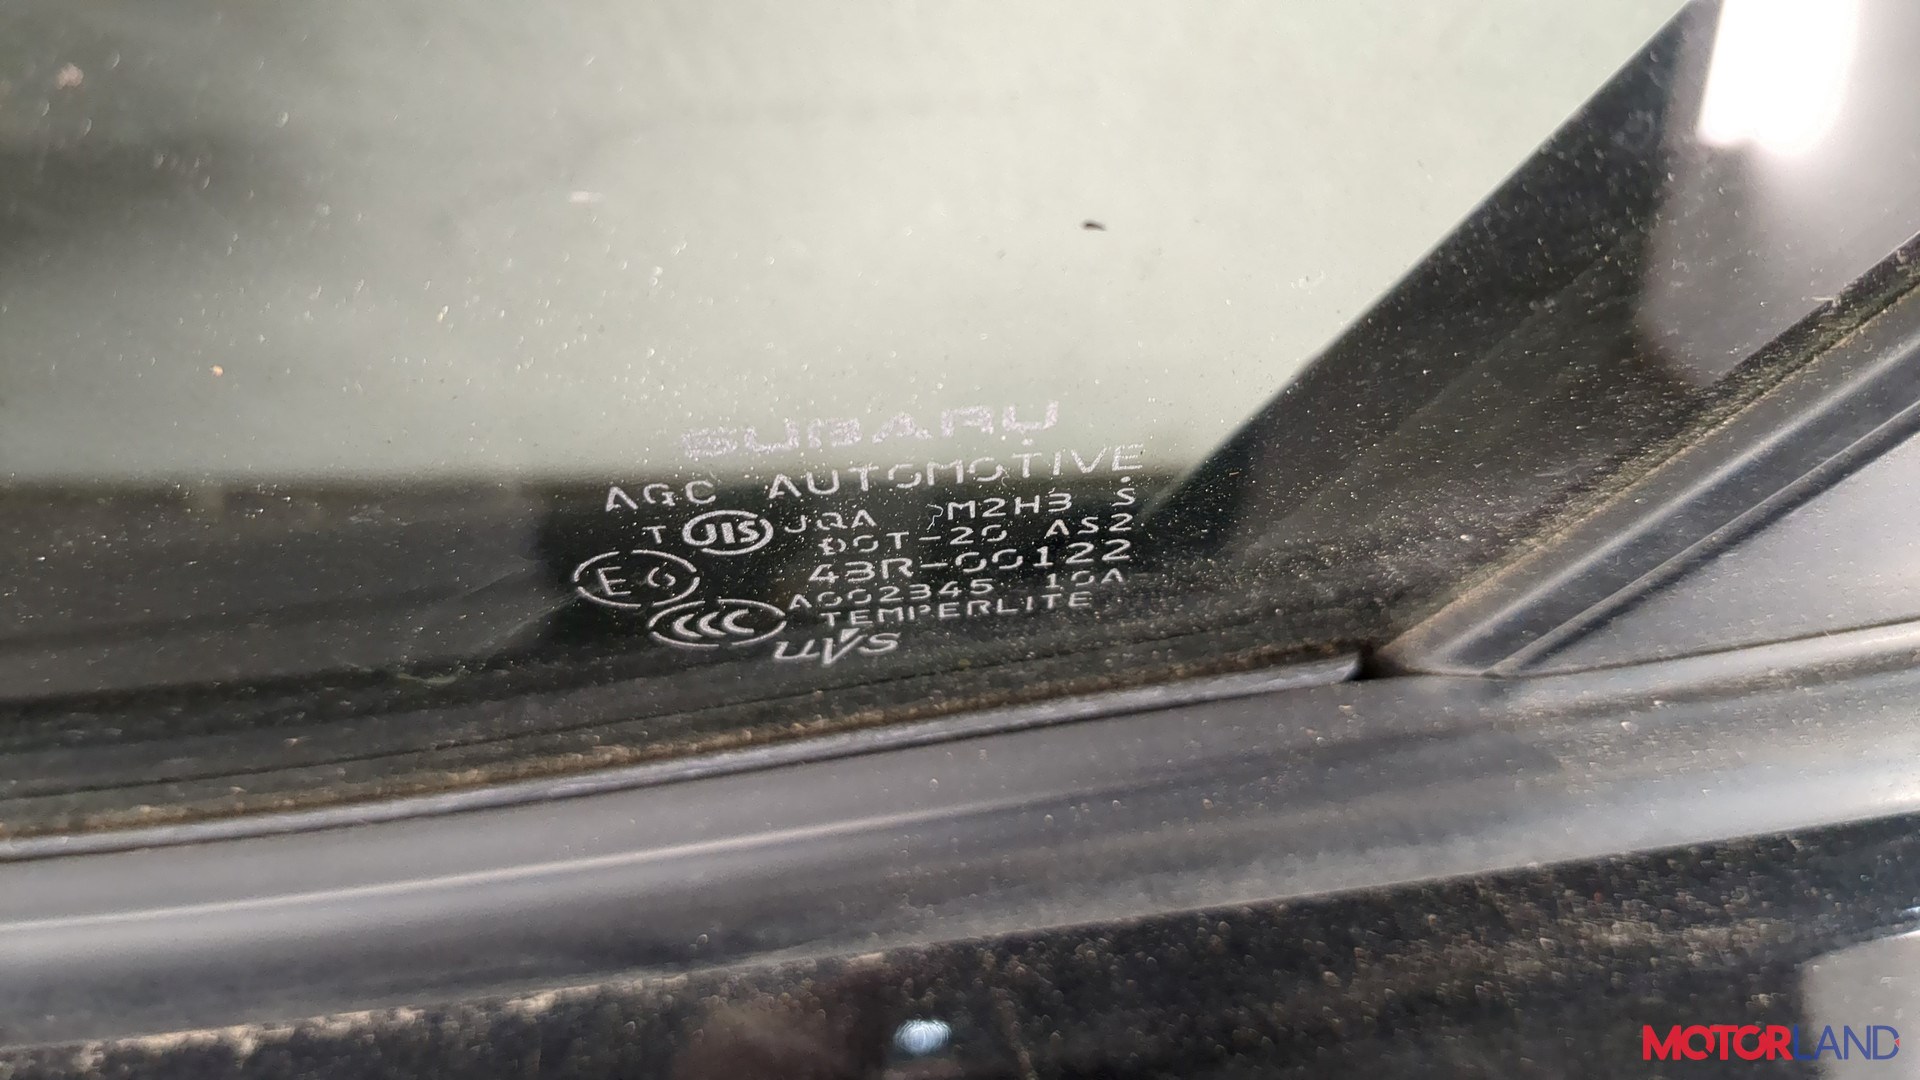 SUBARU
AGC AUTOMOTIVE
T JIS JQA M2H3 S
DOT-20 AS2
E6 43R-00122
A002345 10A
CCC TEMPERLITE
UVS
MOTORLAND